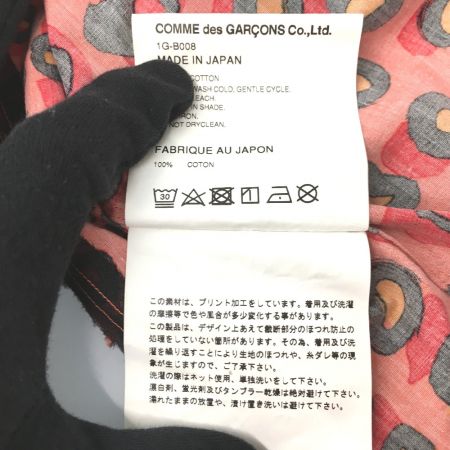 COMME des GARÇONS Co.,Ltd.
1G-B008
MADE IN JAPAN
COTTON
WASH COLD, GENTLE CYCLE.
IN SHADE.
NOT DRYCLEAN.
FABRIQUE AU JAPON
100% COTTON
30
この素材は、プリント加工をしています。着用及び洗濯
の摩擦等で色や風合が多少変化する事があります。
この製品は、デザイン上あえて裁断部分のほつれ防止の
処理をしていない箇所があります。その為、着用及び洗
濯を繰り返すことにより生地のほつれや、糸ダレ等の現
象が生じますので、ご了承下さい。
洗濯の際はネット使用、単独洗いをして下さい。
漂白剤、蛍光剤及びタンブラー乾燥は絶対に避けて下さい。
濡れたままの放置や、漬け置き洗いは避けて下さい。